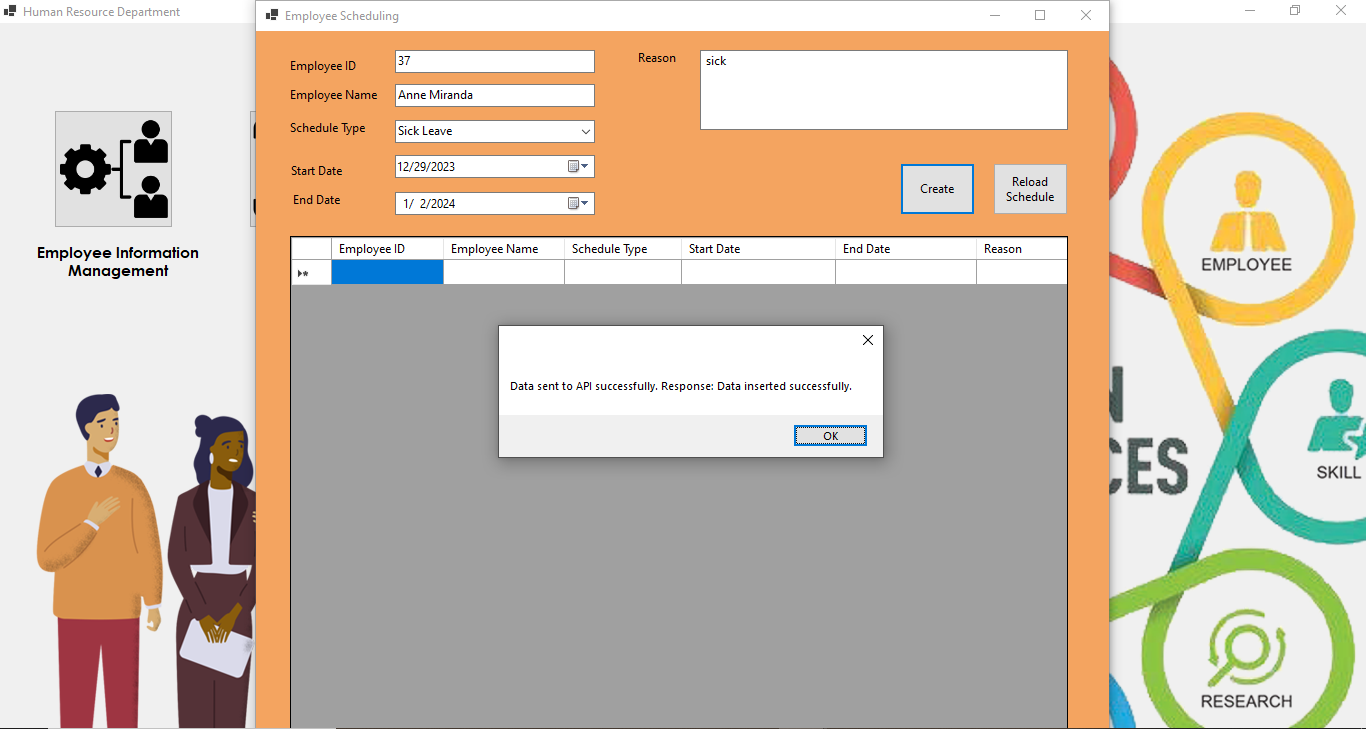 Human Resource Department
Employee Scheduling
Employee ID
37
Employee Name
Anne Miranda
Schedule Type
Sick Leave
Start Date
12/29/2023
End Date
1/ 2/2024
Reason
sick
Create
Reload
Schedule
Employee ID Employee Name Schedule Type Start Date End Date Reason
Data sent to API successfully. Response: Data inserted successfully.
OK
Employee Information
Management
EMPLOYEE
N
CES
SKILL
RESEARCH